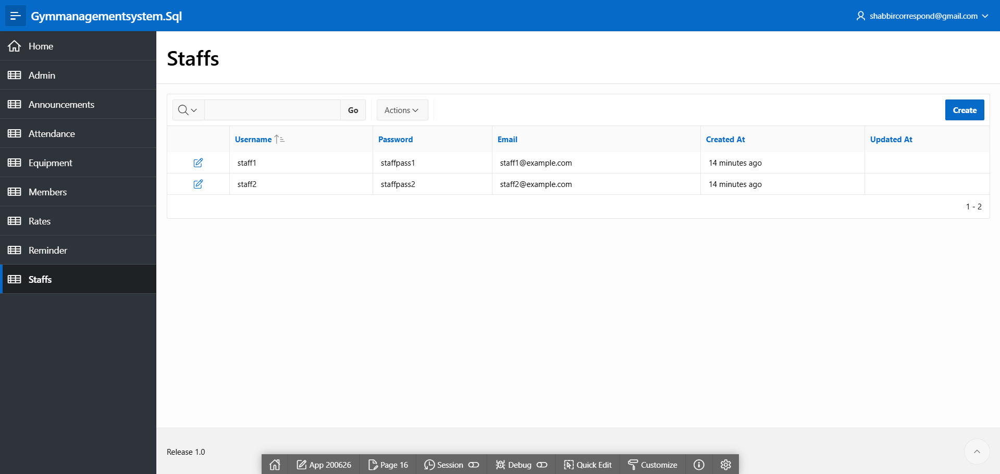 Gymmanagementsystem.Sql
shabbircorrespond@gmail.com
Home
Admin
Announcements
Attendance
Equipment
Members
Rates
Reminder
Staffs
Staffs
Go Actions Create
Username Password Email Created At Updated At
staff1 staffpass1 staff1@example.com 14 minutes ago
staff2 staffpass2 staff2@example.com 14 minutes ago
1 - 2
Release 1.0
App 200626 Page 16 Session Debug Quick Edit Customize